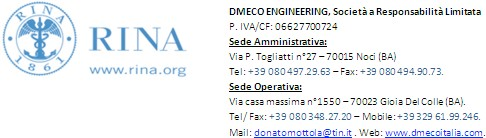 RINA
1861
RINA
www.rina.org
DMECO ENGINEERING, Società a Responsabilità Limitata
P. IVA/CF: 06627700724
Sede Amministrativa:
Via P. Togliatti n°27 – 70015 Noci (BA)
Tel: +39 080 497.29.63 – Fax: +39 080 494.90.73.
Sede Operativa:
Via casa massima n°1550 – 70023 Gioia Del Colle (BA).
Tel/ Fax: +39 080 348.27.20 – Mobile: +39 329 61.99.246.
Mail: donatomottola@tin.it . Web: www.dmecoitalia.com.